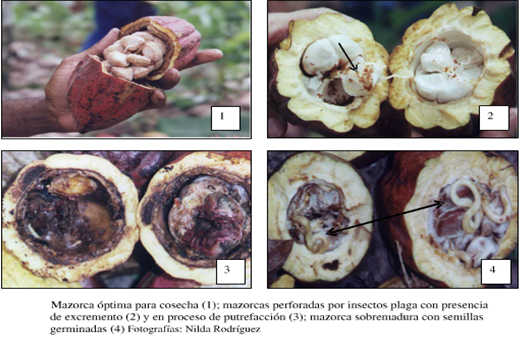 1
2
3
4
Mazorca óptima para cosecha (1); mazorcas perforadas por insectos plaga con presencia
de excremento (2) y en proceso de putrefacción (3); mazorca sobremadura con semillas
germinadas (4) Fotografías: Nilda Rodríguez